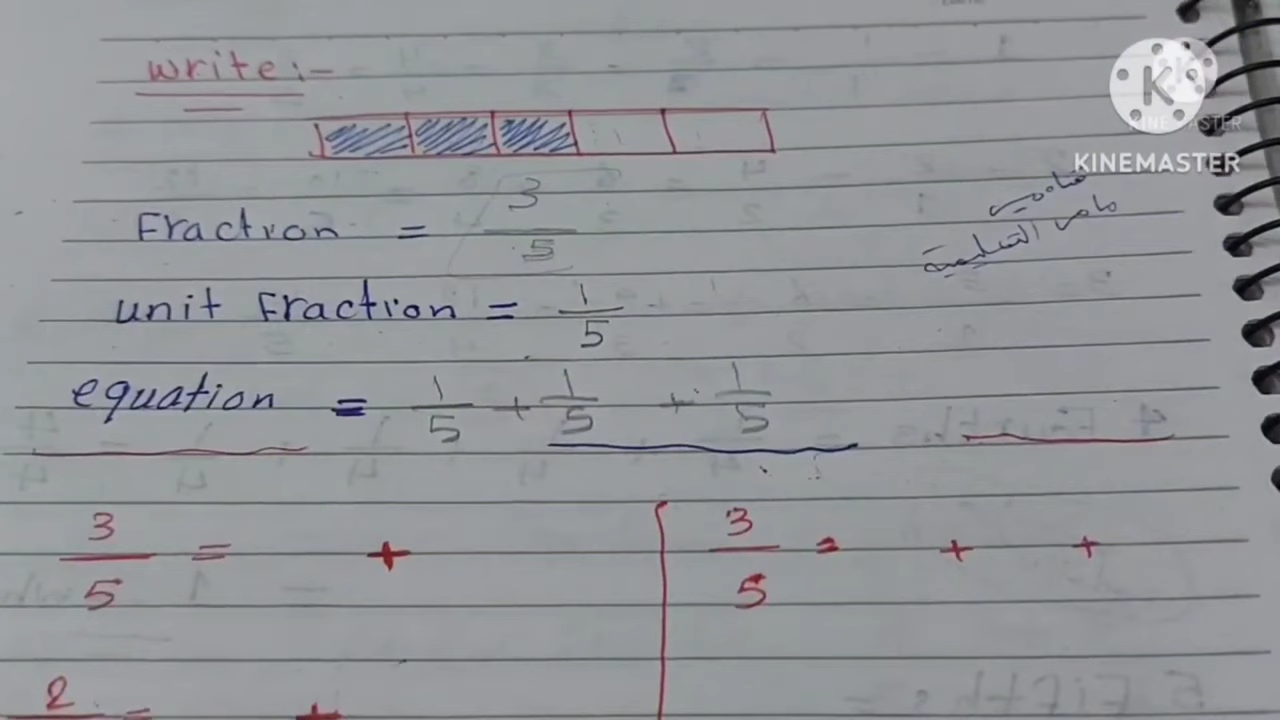 Write:-
KINEMASTER
KINEMASTER
Fraction = 3/5
unit Fraction = 1/5
equation = 1/5 + 1/5 + 1/5
3/5 = +
3/5 = + +
2 = +